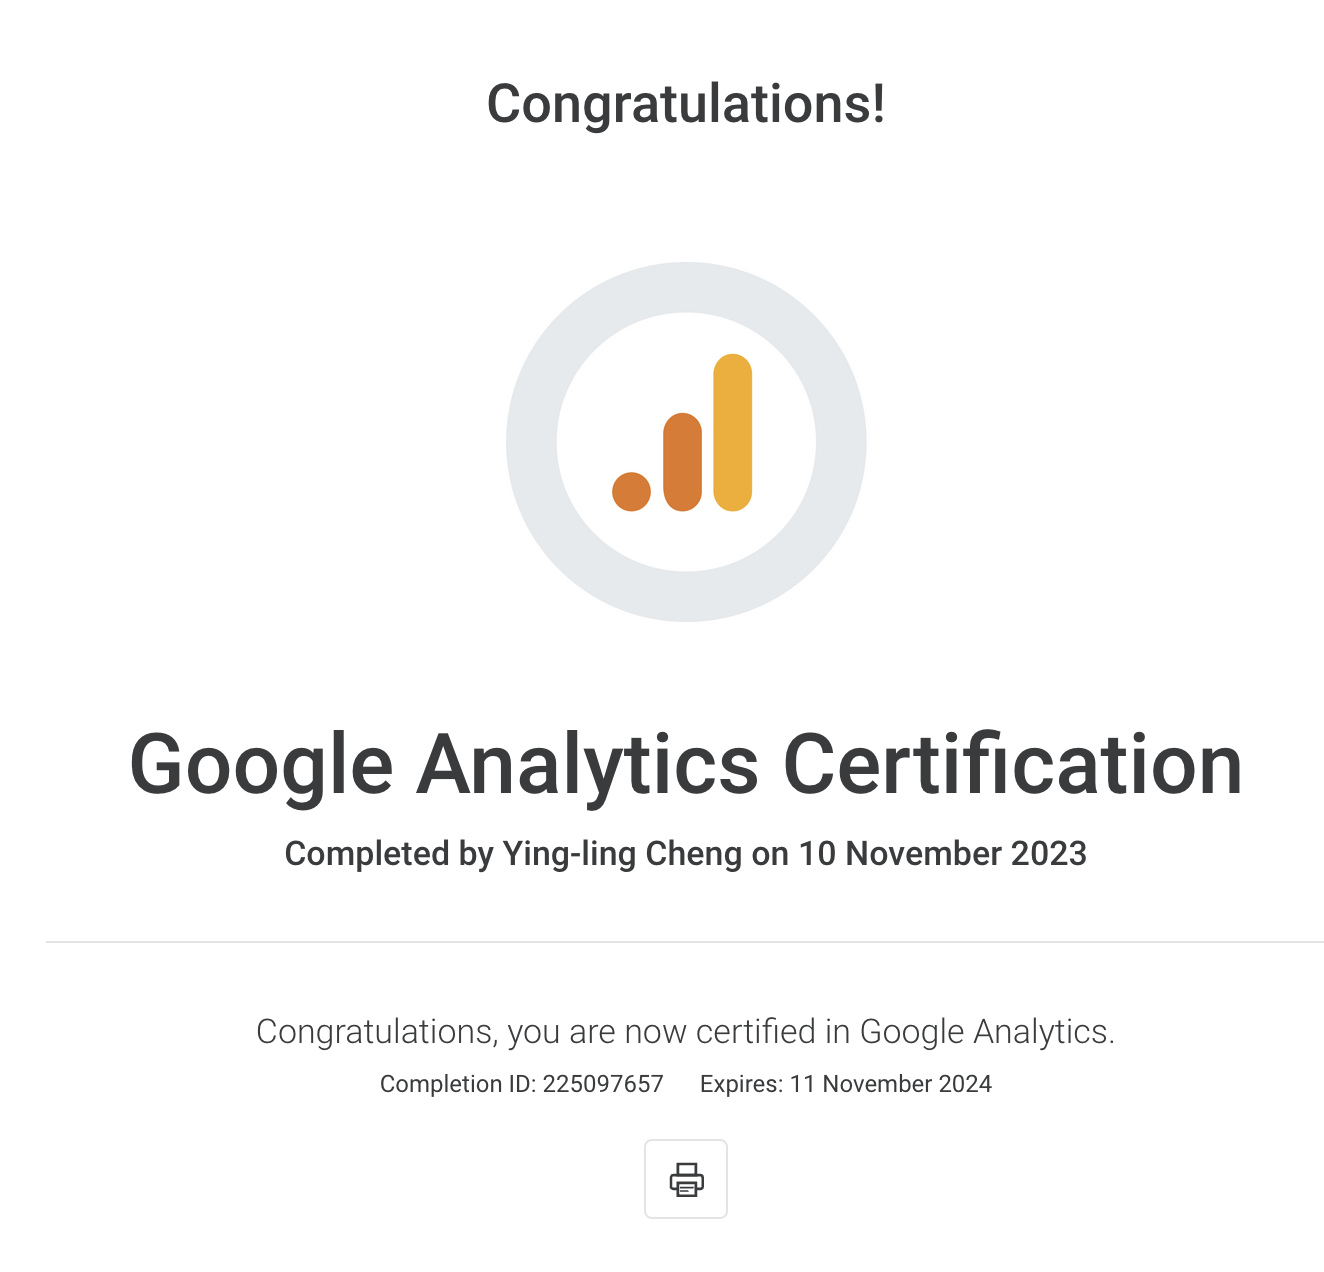 Congratulations!
Google Analytics Certification
Completed by Ying-ling Cheng on 10 November 2023
Congratulations, you are now certified in Google Analytics.
Completion ID: 225097657 Expires: 11 November 2024